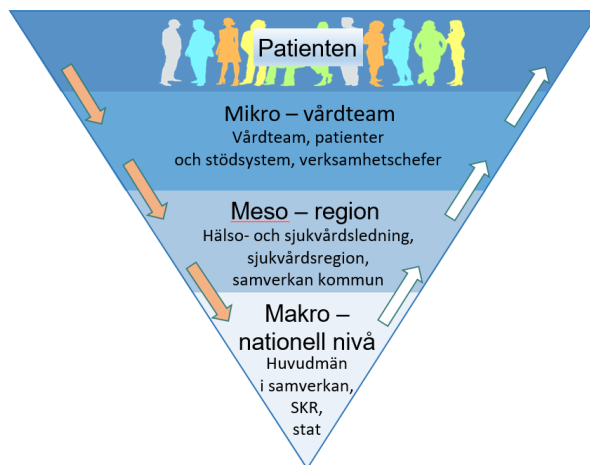 Patienten
Mikro – vårdteam
Vårdteam, patienter
och stödsystem, verksamhetschefer
Meso – region
Hälso- och sjukvårdsledning,
sjukvårdsregion,
samverkan kommun
Makro –
nationell nivå
Huvudmän
i samverkan,
SKR,
stat